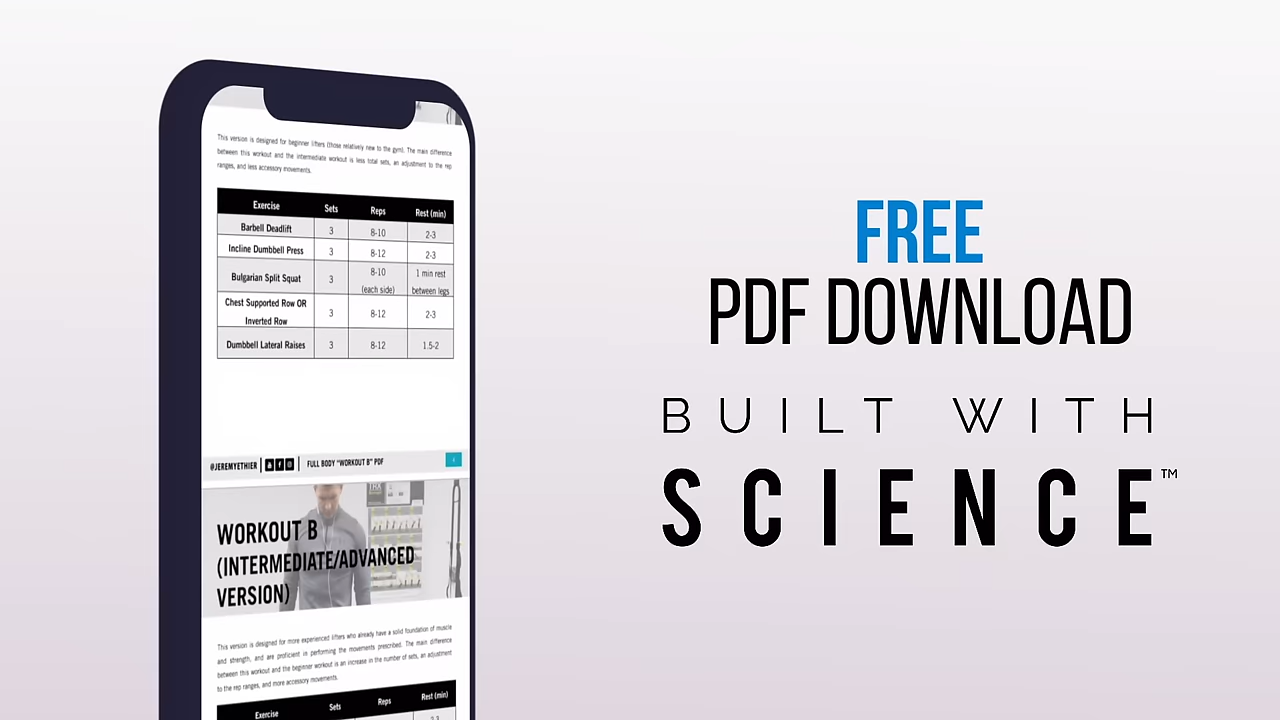 This version is designed for beginner lifters (those relatively new to the gym). The main difference
between this workout and the intermediate workout is less total sets, an adjustment to the rep
ranges, and less accessory movements.
Exercise Sets Reps Rest (min)
Barbell Deadlift 3 8-10 2-3
Incline Dumbbell Press 3 8-12 2-3
Bulgarian Split Squat 3 8-10 (each side) 1 min rest between legs
Chest Supported Row OR Inverted Row 3 8-12 2-3
Dumbbell Lateral Raises 3 8-12 1.5-2
@JEREMYETHIER FULL BODY "WORKOUT B" PDF
WORKOUT B
(INTERMEDIATE/ADVANCED
VERSION)
This version is designed for more experienced lifters who already have a solid foundation of muscle
and strength, and are proficient in performing the movements prescribed. The main difference
between this workout and the beginner workout is an increase in the number of sets, an adjustment
to the rep ranges, and more accessory movements.
Exercise Sets Reps Rest (min)
FREE
PDF DOWNLOAD
BUILT WITH
SCIENCE™